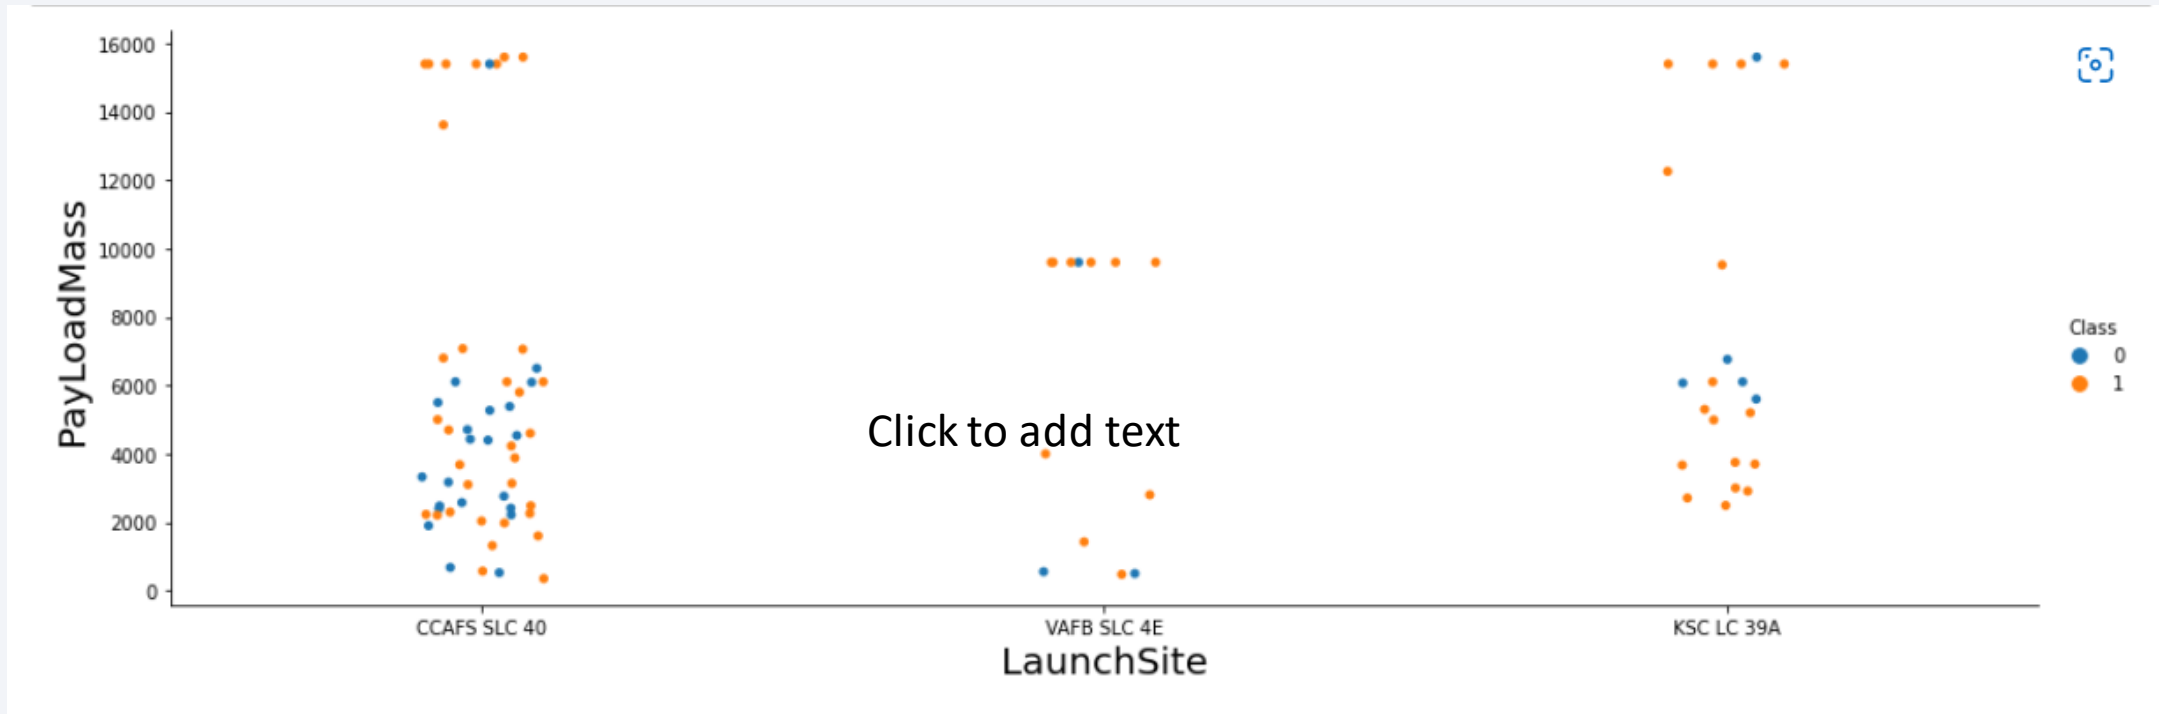 16000
14000
12000
10000
8000
6000
4000
2000
0
PayLoadMass
Click to add text
CCAFS SLC 40
VAFB SLC 4E
KSC LC 39A
LaunchSite
Class
0
1